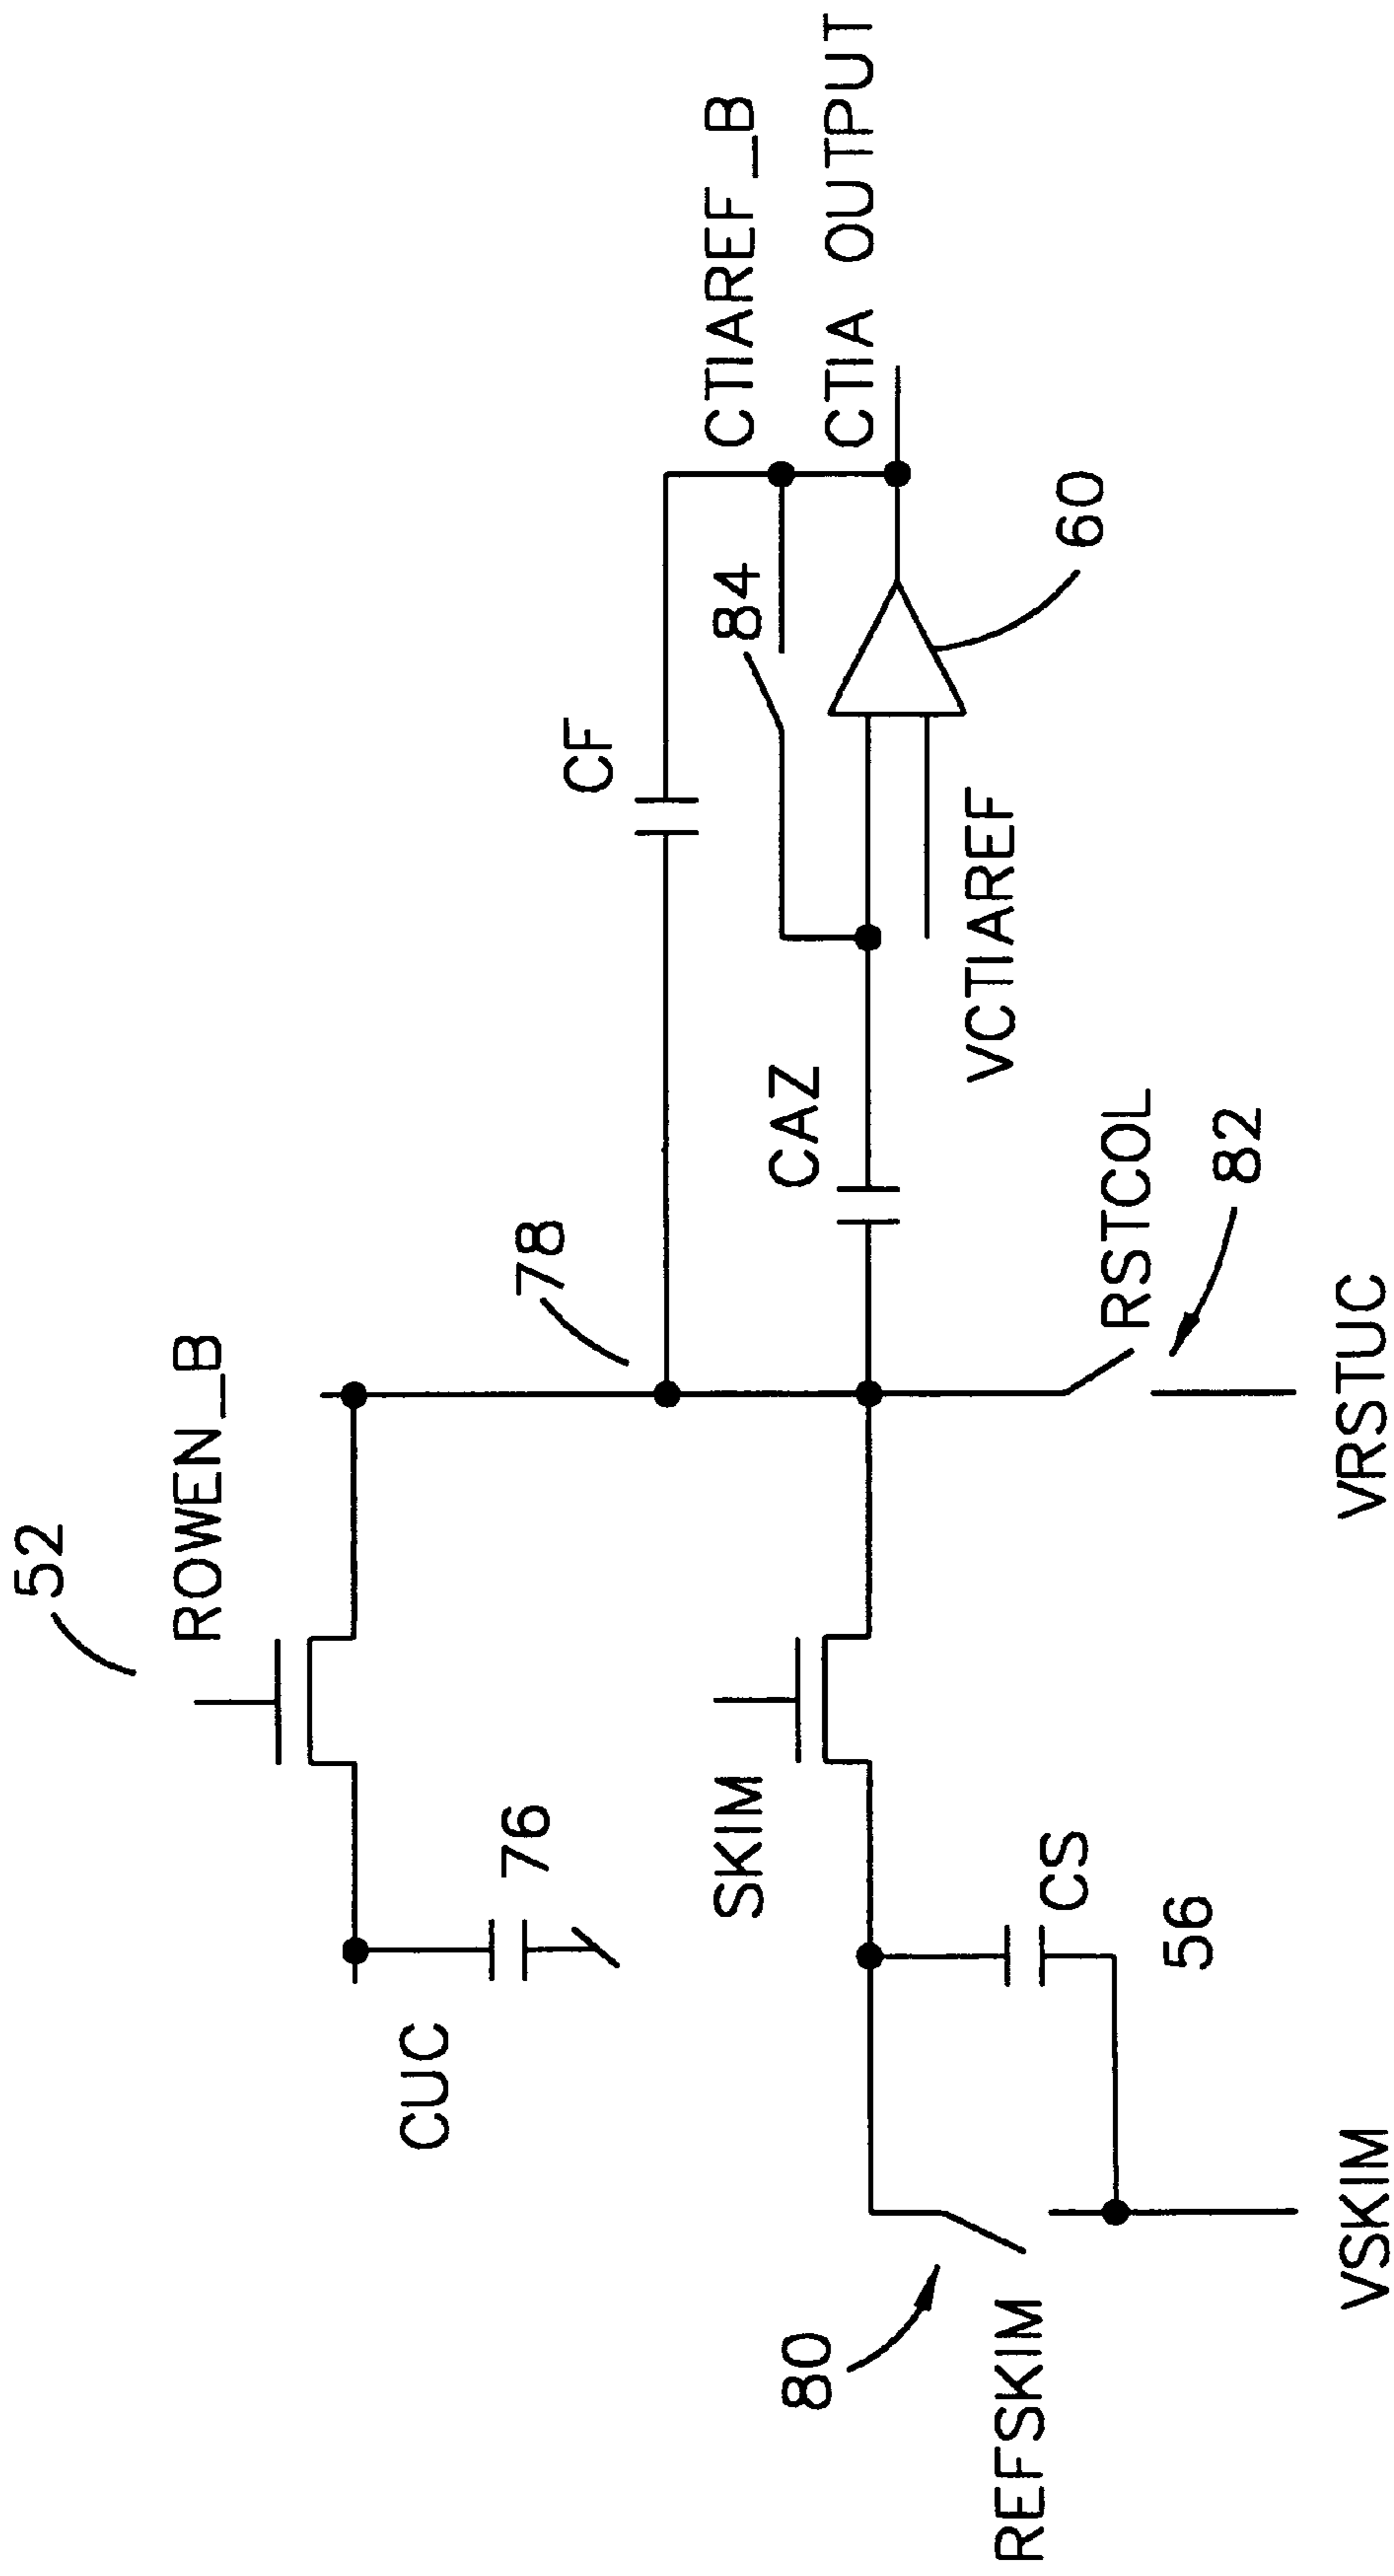 52
ROWEN_B
CUC
76
78
CF
CTIAREF_B
84
CTIA OUTPUT
SKIM
CAZ
60
80
CS
VCTIAREF
REFSKIM
56
RSTCOL
82
VSKIM
VRSTUC